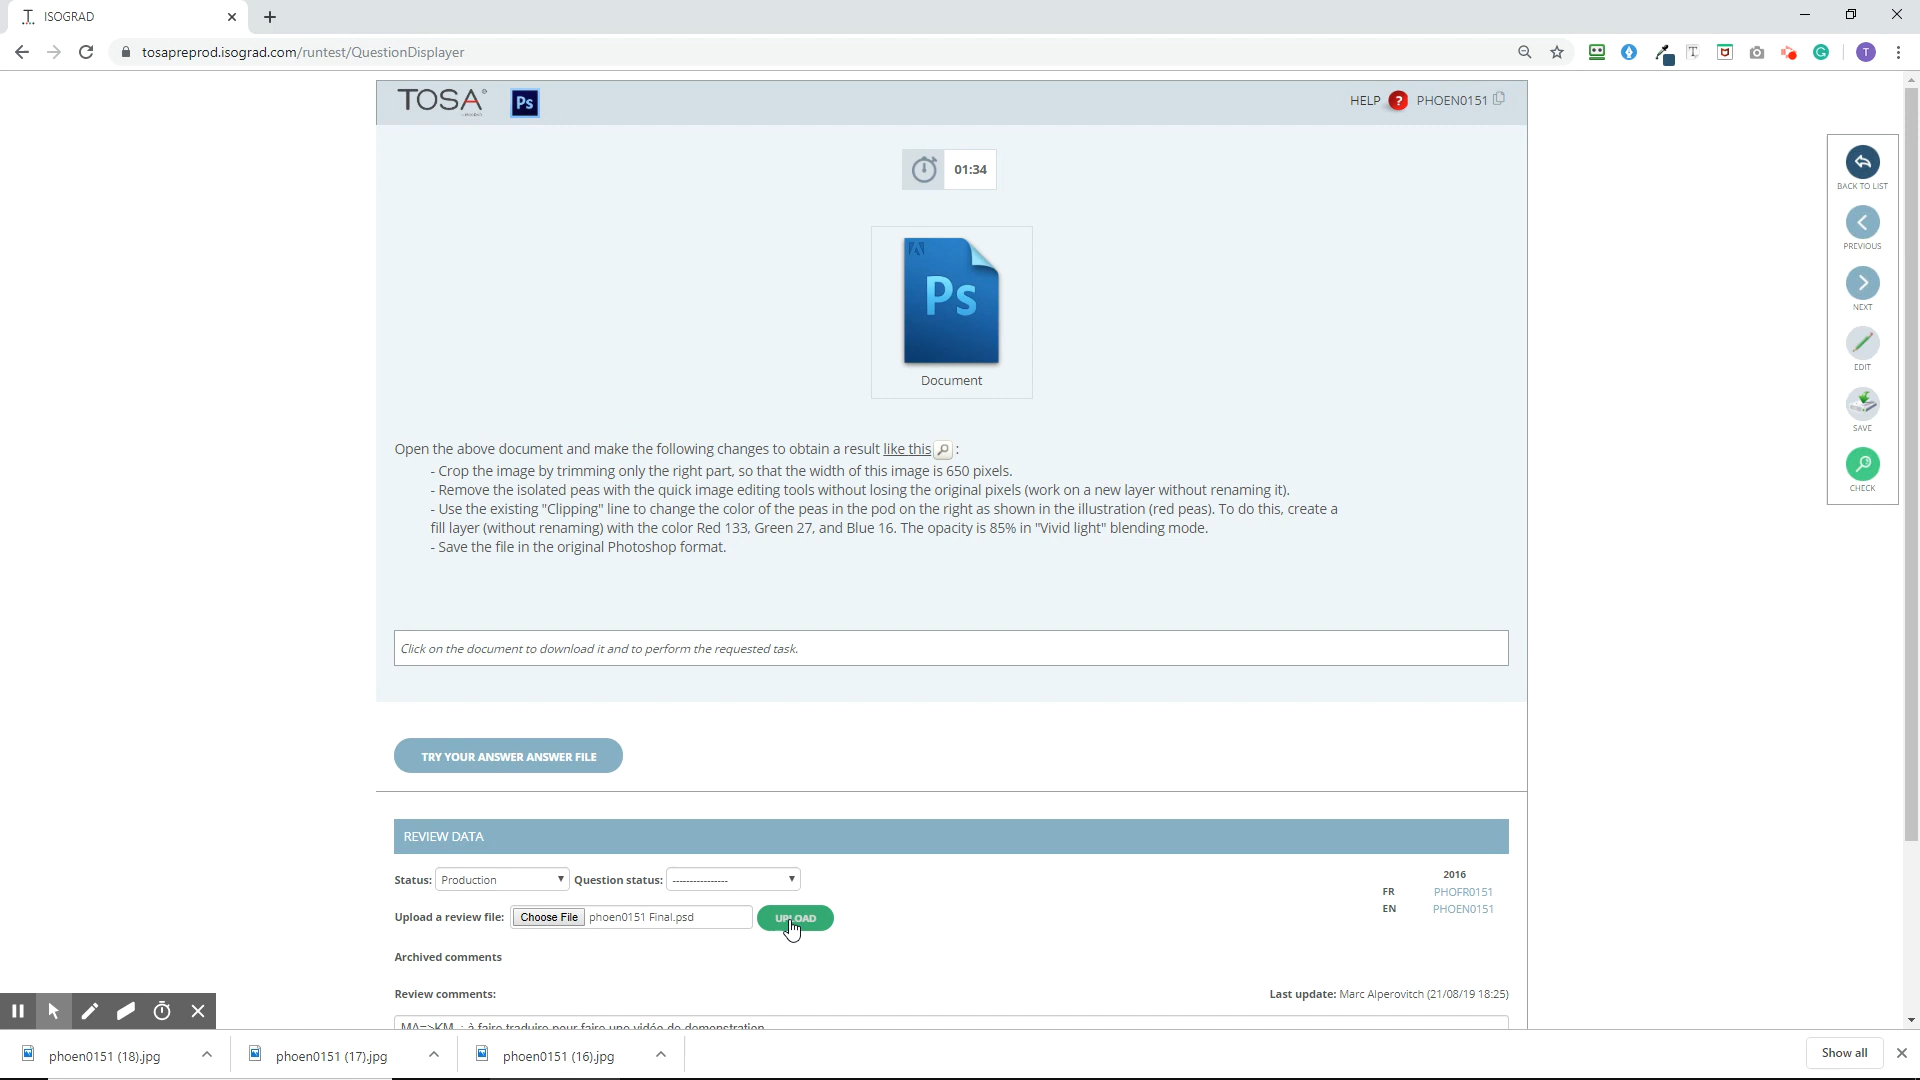 ISOGRAD
tosapreprod.isograd.com/runtest/QuestionDisplayer
T
TOSA
Ps
HELP ? PHOEN0151
01:34
BACK TO LIST
PREVIOUS
NEXT
EDIT
SAVE
CHECK
Ps
Document
Open the above document and make the following changes to obtain a result like this :
- Crop the image by trimming only the right part, so that the width of this image is 650 pixels.
- Remove the isolated peas with the quick image editing tools without losing the original pixels (work on a new layer without renaming it).
- Use the existing "Clipping" line to change the color of the peas in the pod on the right as shown in the illustration (red peas). To do this, create a
fill layer (without renaming) with the color Red 133, Green 27, and Blue 16. The opacity is 85% in "Vivid light" blending mode.
- Save the file in the original Photoshop format.
Click on the document to download it and to perform the requested task.
TRY YOUR ANSWER ANSWER FILE
REVIEW DATA
Status: Production Question status: ----------------
2016
FR PHOFR0151
EN PHOEN0151
Upload a review file: Choose File phoen0151 Final.psd UPLOAD
Archived comments
Review comments:
Last update: Marc Alperovitch (21/08/19 18:25)
MA=>KM : à faire traduire pour faire une vidéo de demonstration
phoen0151 (18).jpg
phoen0151 (17).jpg
phoen0151 (16).jpg
Show all